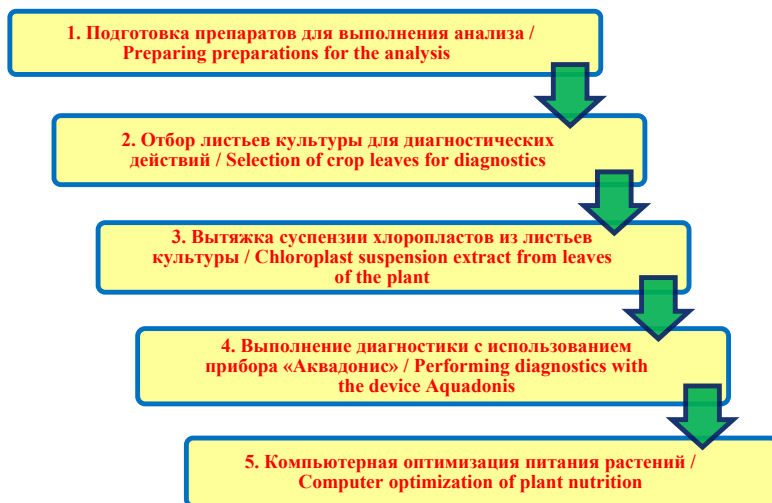 1. Подготовка препаратов для выполнения анализа /
Preparing preparations for the analysis
2. Отбор листьев культуры для диагностических
действий / Selection of crop leaves for diagnostics
3. Вытяжка суспензии хлоропластов из листьев
культуры / Chloroplast suspension extract from leaves
of the plant
4. Выполнение диагностики с использованием
прибора «Аквадонис» / Performing diagnostics with
the device Aquadonis
5. Компьютерная оптимизация питания растений /
Computer optimization of plant nutrition